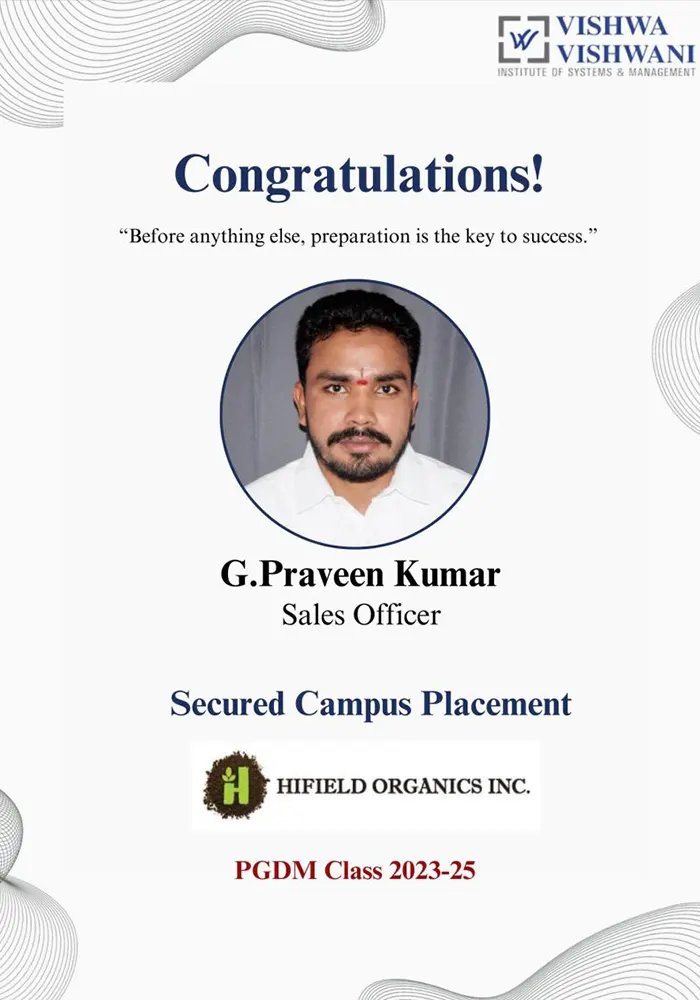 VISHWA
VISHWANI
INSTITUTE OF SYSTEMS & MANAGEMENT
Congratulations!
“Before anything else, preparation is the key to success.”
G.Praveen Kumar
Sales Officer
Secured Campus Placement
HIFIELD ORGANICS INC.
PGDM Class 2023-25